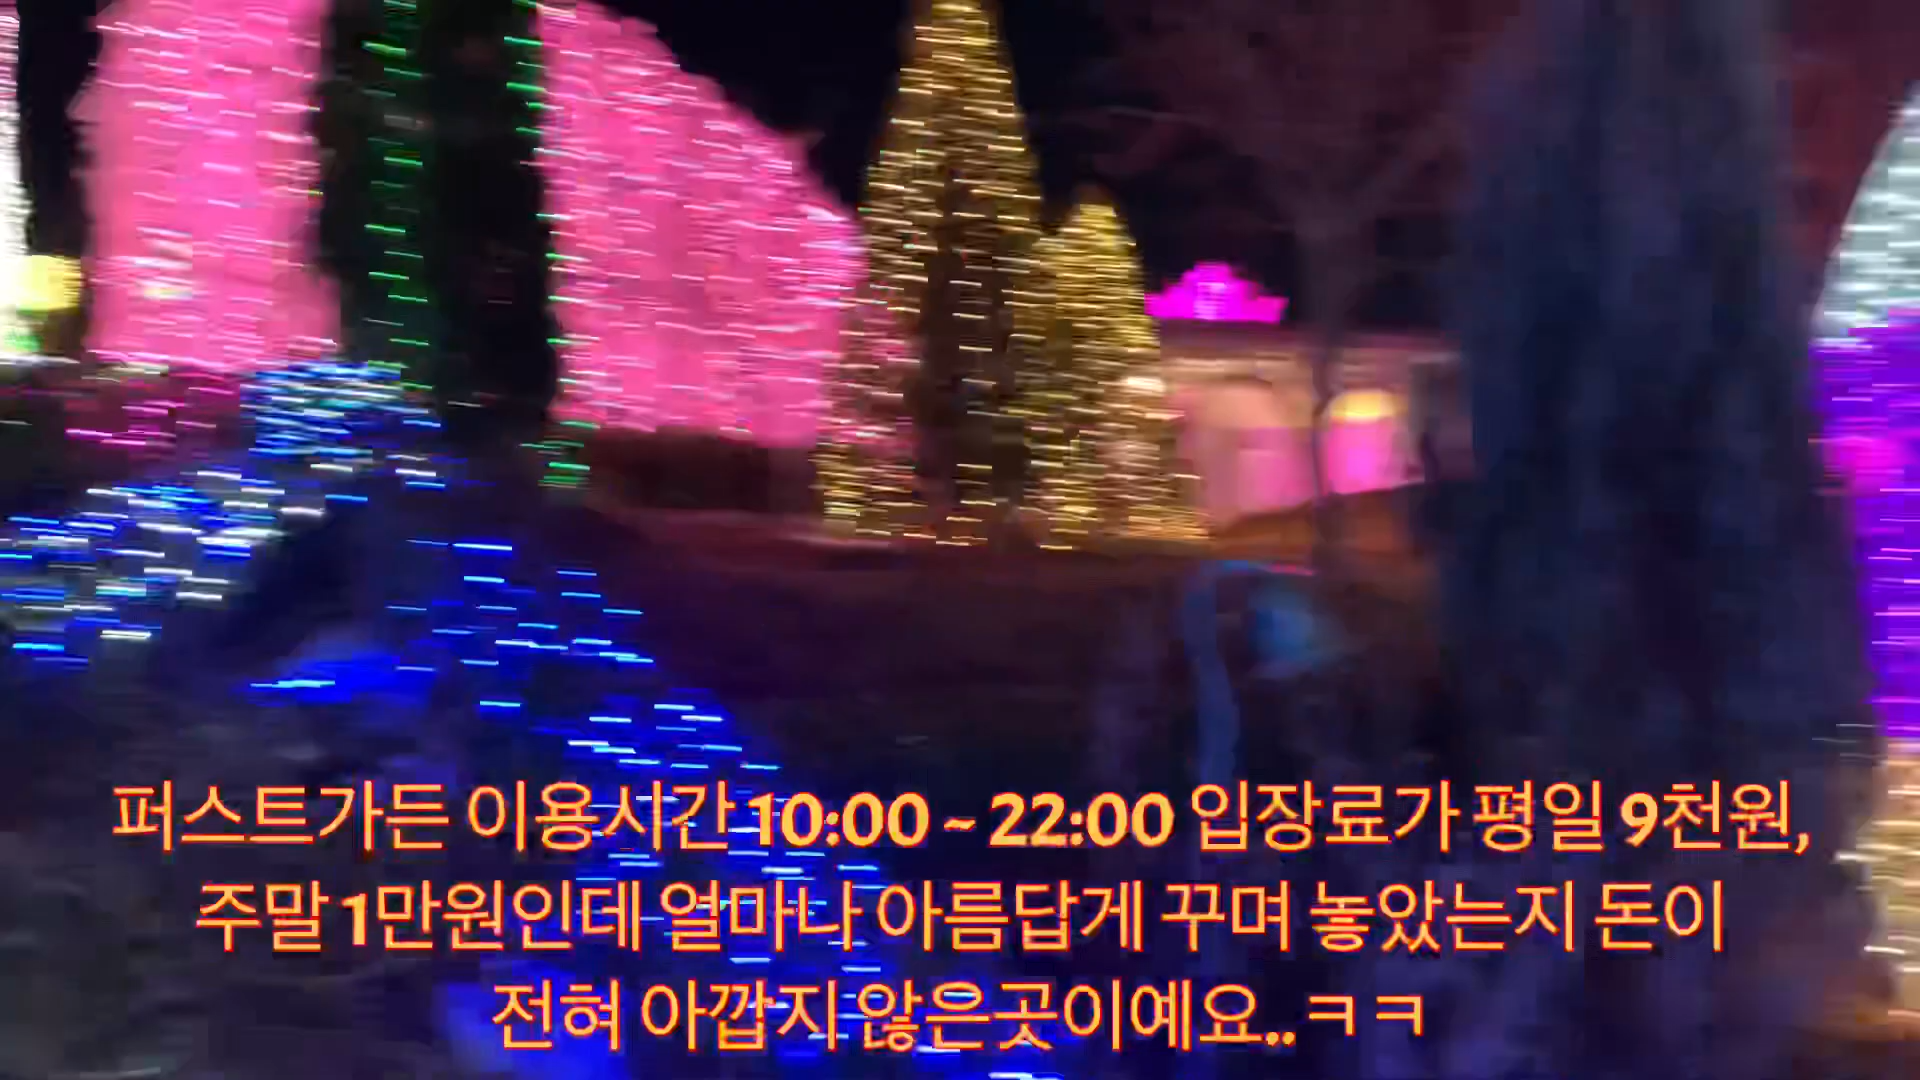 퍼스트가든 이용시간 10:00 ~ 22:00 입장료가 평일 9천원,
주말 1만원인데 얼마나 아름답게 꾸며 놓았는지 돈이
전혀 아깝지 않은곳이예요..ㅋㅋ